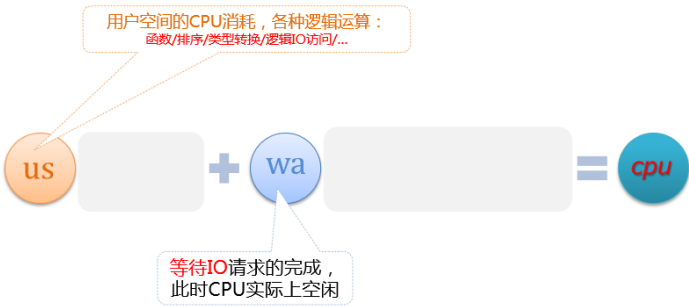 用户空间的CPU消耗，各种逻辑运算：
函数/排序/类型转换/逻辑IO访问/...
us + wa = cpu
等待IO请求的完成，
此时CPU实际上空闲